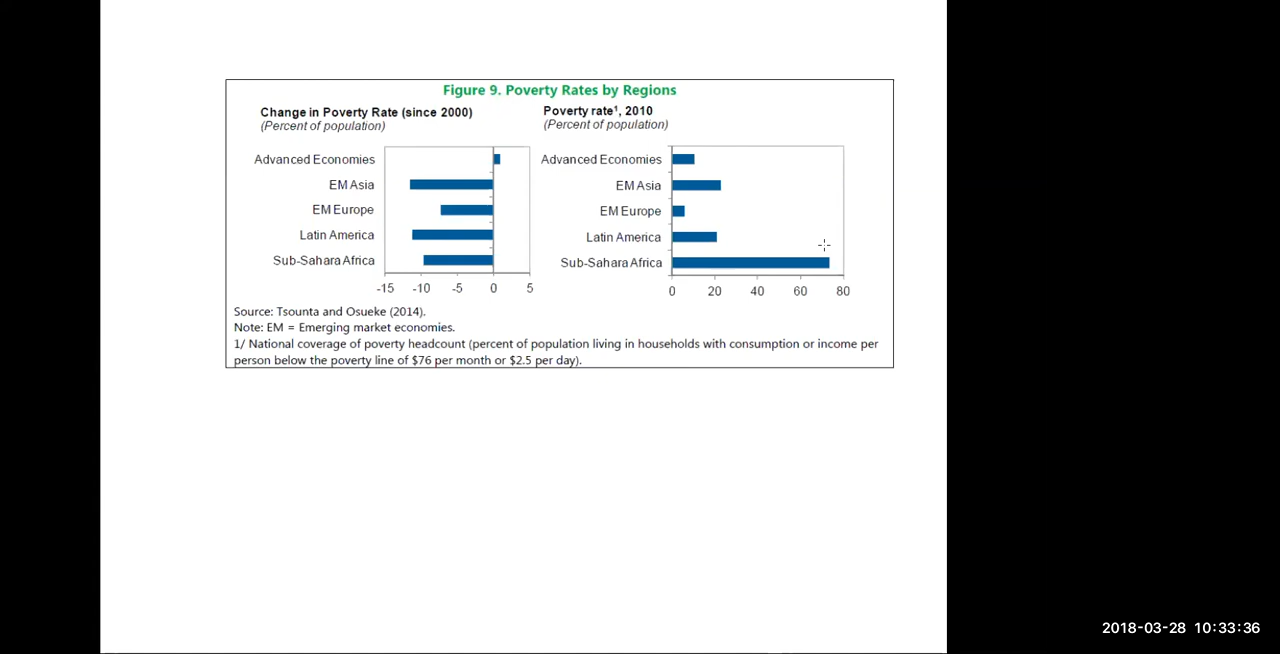 Figure 9. Poverty Rates by Regions
Change in Poverty Rate (since 2000)
(Percent of population)
Advanced Economies
EM Asia
EM Europe
Latin America
Sub-Sahara Africa
-15 -10 -5 0 5
Poverty rate¹, 2010
(Percent of population)
Advanced Economies
EM Asia
EM Europe
Latin America
Sub-Sahara Africa
0 20 40 60 80
Source: Tsounta and Osueke (2014).
Note: EM = Emerging market economies.
1/ National coverage of poverty headcount (percent of population living in households with consumption or income per
person below the poverty line of $76 per month or $2.5 per day).
2018-03-28 10:33:36